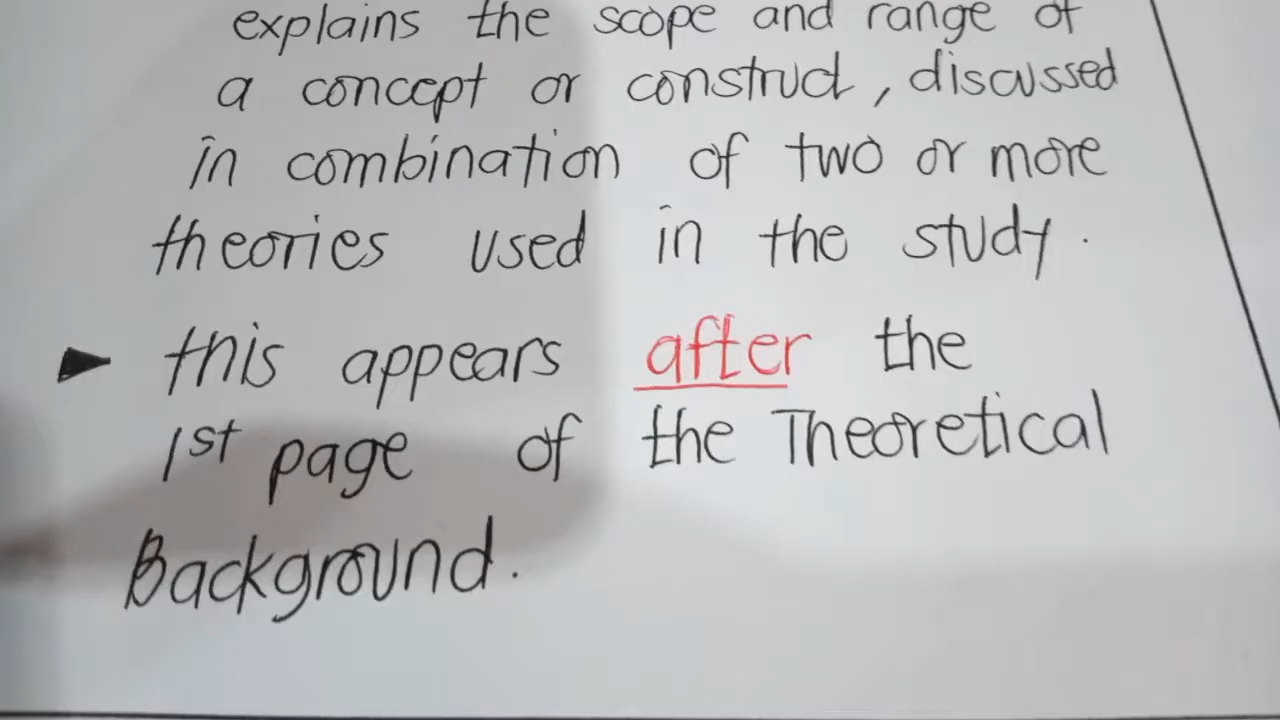 explains the scope and range of
a concept or construct, discussed
in combination of two or more
theories used in the study.
► this appears after the
1st page of the Theoretical
Background.